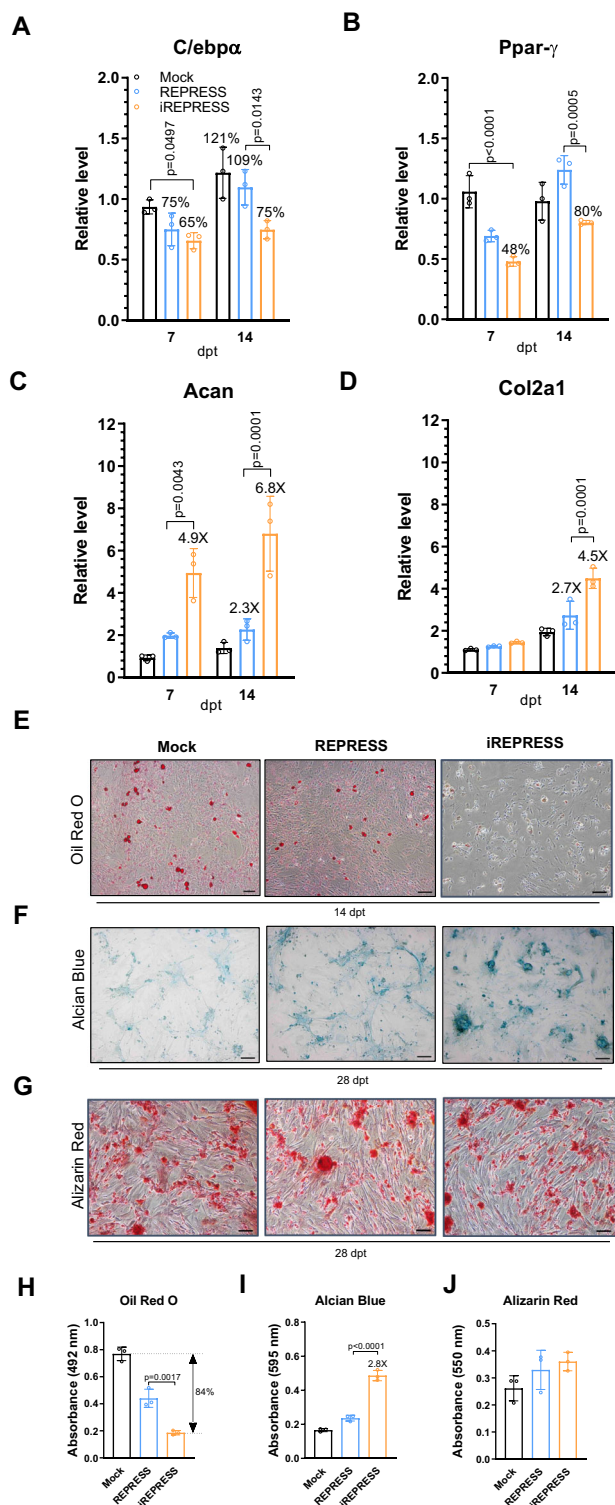 A
C/ebpα
Mock
REPRESS
iREPRESS
Relative level
2.0
1.5
1.0
0.5
0.0
p=0.0497
p=0.0143
75%
65%
121%
109%
75%
7
14
dpt
B
Ppar-γ
Relative level
2.0
1.5
1.0
0.5
0.0
p<0.0001
p=0.0005
48%
80%
7
14
dpt
C
Acan
Relative level
12
10
8
6
4
2
0
p=0.0043
p=0.0001
4.9X
2.3X
6.8X
7
14
dpt
D
Col2a1
Relative level
12
10
8
6
4
2
0
p=0.0001
2.7X
4.5X
7
14
dpt
E
Mock
REPRESS
iREPRESS
Oil Red O
14 dpt
F
Alcian Blue
28 dpt
G
Alizarin Red
28 dpt
H
Oil Red O
Absorbance (492 nm)
1.0
0.8
0.6
0.4
0.2
0.0
p=0.0017
84%
Mock
REPRESS
iREPRESS
I
Alcian Blue
Absorbance (595 nm)
0.8
0.6
0.4
0.2
0.0
p<0.0001
2.8X
Mock
REPRESS
iREPRESS
J
Alizarin Red
Absorbance (550 nm)
0.5
0.4
0.3
0.2
0.1
0.0
Mock
REPRESS
iREPRESS